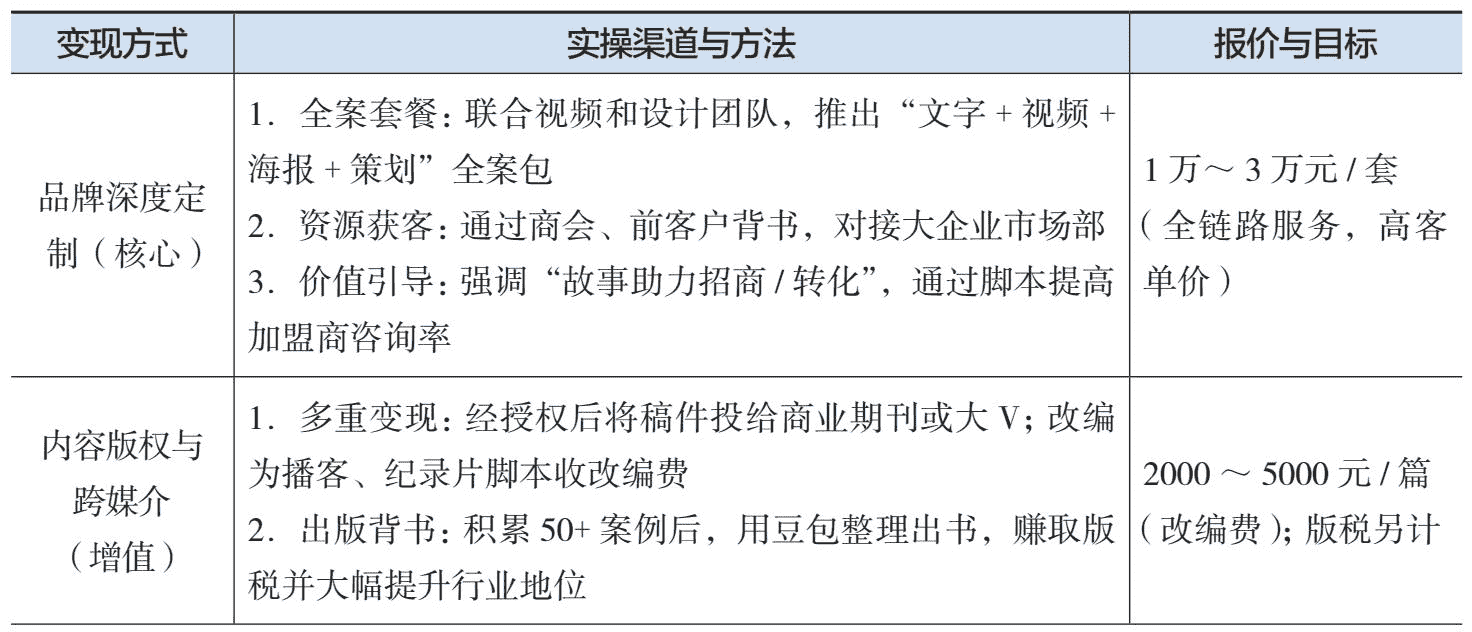 变现方式
实操渠道与方法
报价与目标
品牌深度定
制（核心）
1. 全案套餐：联合视频和设计团队，推出“文字 + 视频 +
海报 + 策划”全案包
2. 资源获客：通过商会、前客户背书，对接大企业市场部
3. 价值引导：强调“故事助力招商 / 转化”，通过脚本提高
加盟商咨询率
1 万～ 3 万元 / 套
（全链路服务，高客
单价）
内容版权与
跨媒介
（增值）
1. 多重变现：经授权后将稿件投给商业期刊或大 V；改编
为播客、纪录片脚本收改编费
2. 出版背书：积累 50+ 案例后，用豆包整理出书，赚取版
税并大幅提升行业地位
2000 ～ 5000 元 / 篇
（改编费）；版税另计